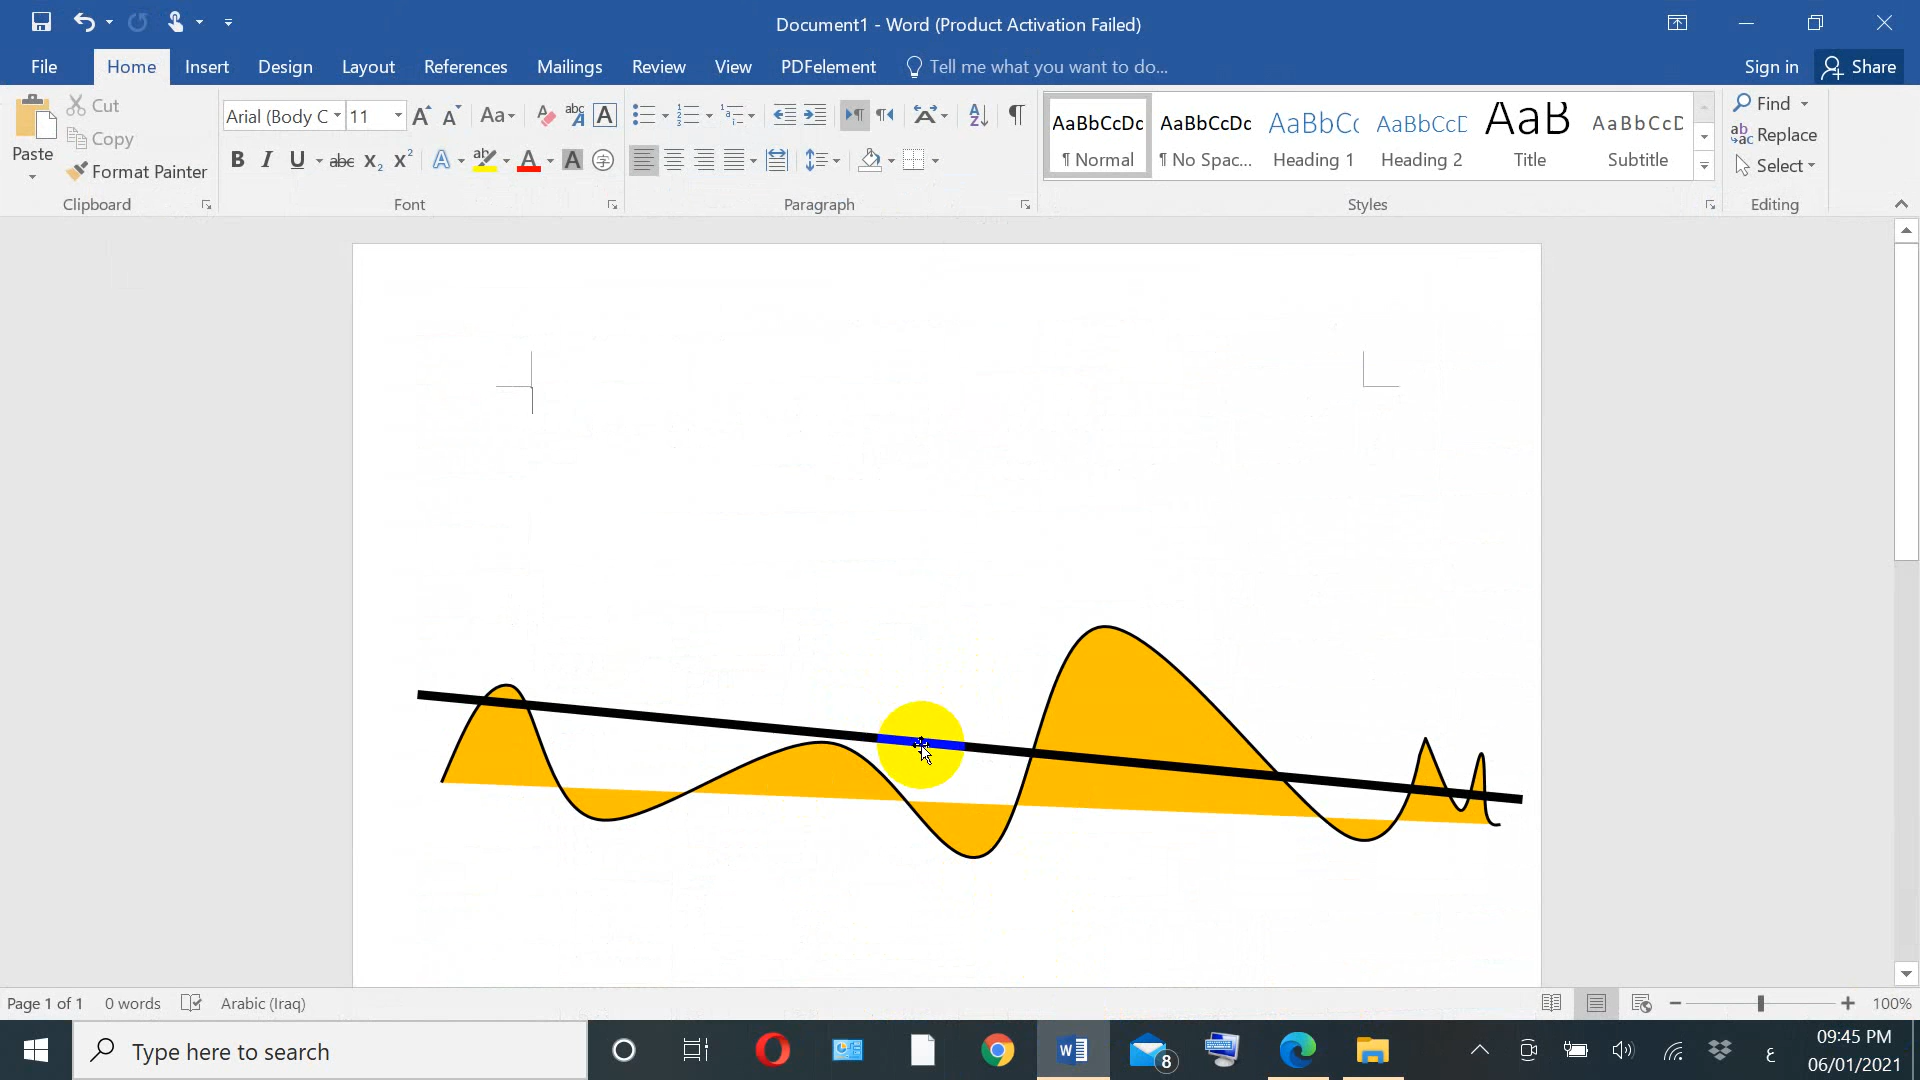 Document1 - Word (Product Activation Failed)
File Home Insert Design Layout References Mailings Review View PDFelement Tell me what you want to do... Sign in Share
Paste Cut Copy Format Painter
Arial (Body C 11
AaBbCcDc AaBbCcDc AaBbCc AaBbCcD AaB AaBbCcD
¶ Normal ¶ No Spac... Heading 1 Heading 2 Title Subtitle
Find
Replace
Select
Clipboard Font Paragraph Styles Editing
Page 1 of 1 0 words Arabic (Iraq) 100%
Type here to search
8
ع
09:45 PM
06/01/2021